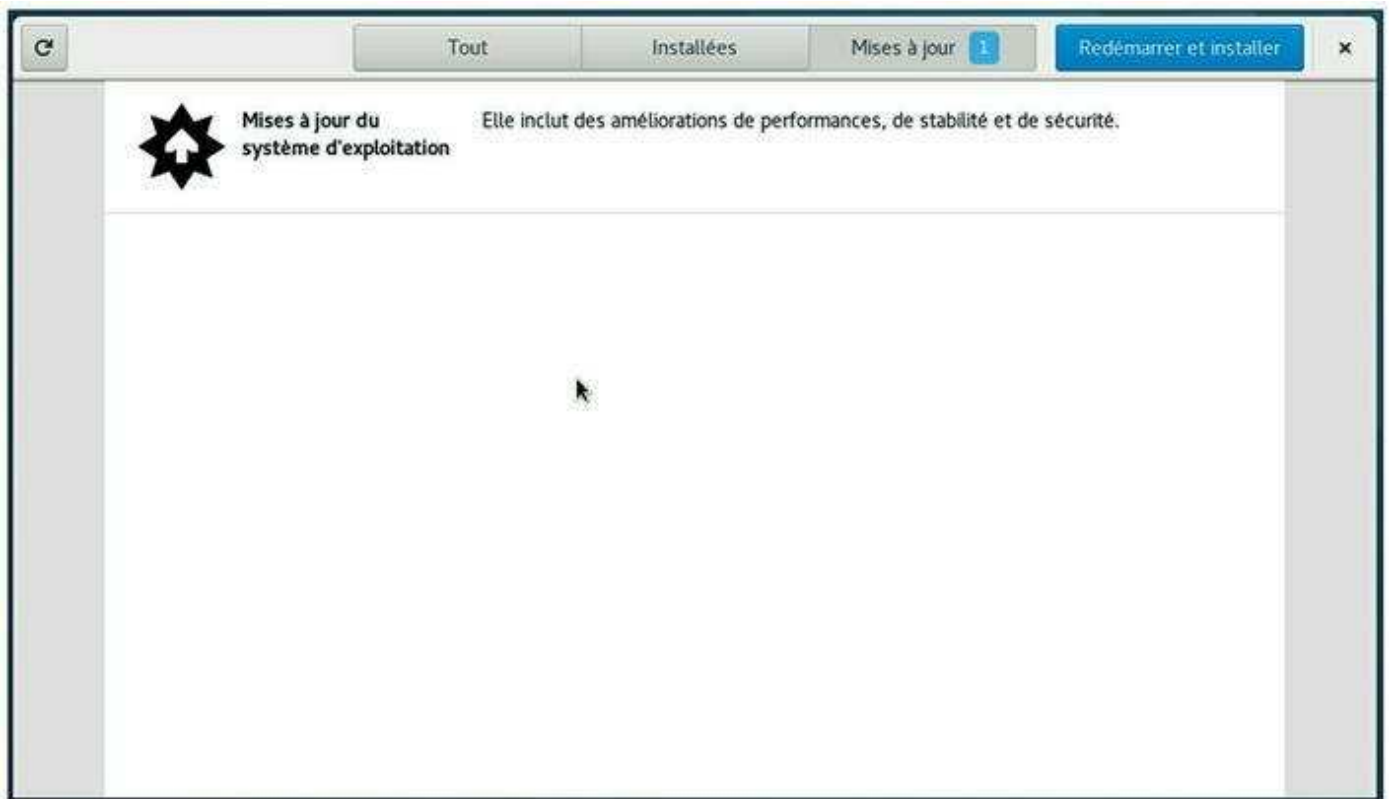 Tout
Installées
Mises à jour 1
Redémarrer et installer
Mises à jour du
système d'exploitation
Elle inclut des améliorations de performances, de stabilité et de sécurité.